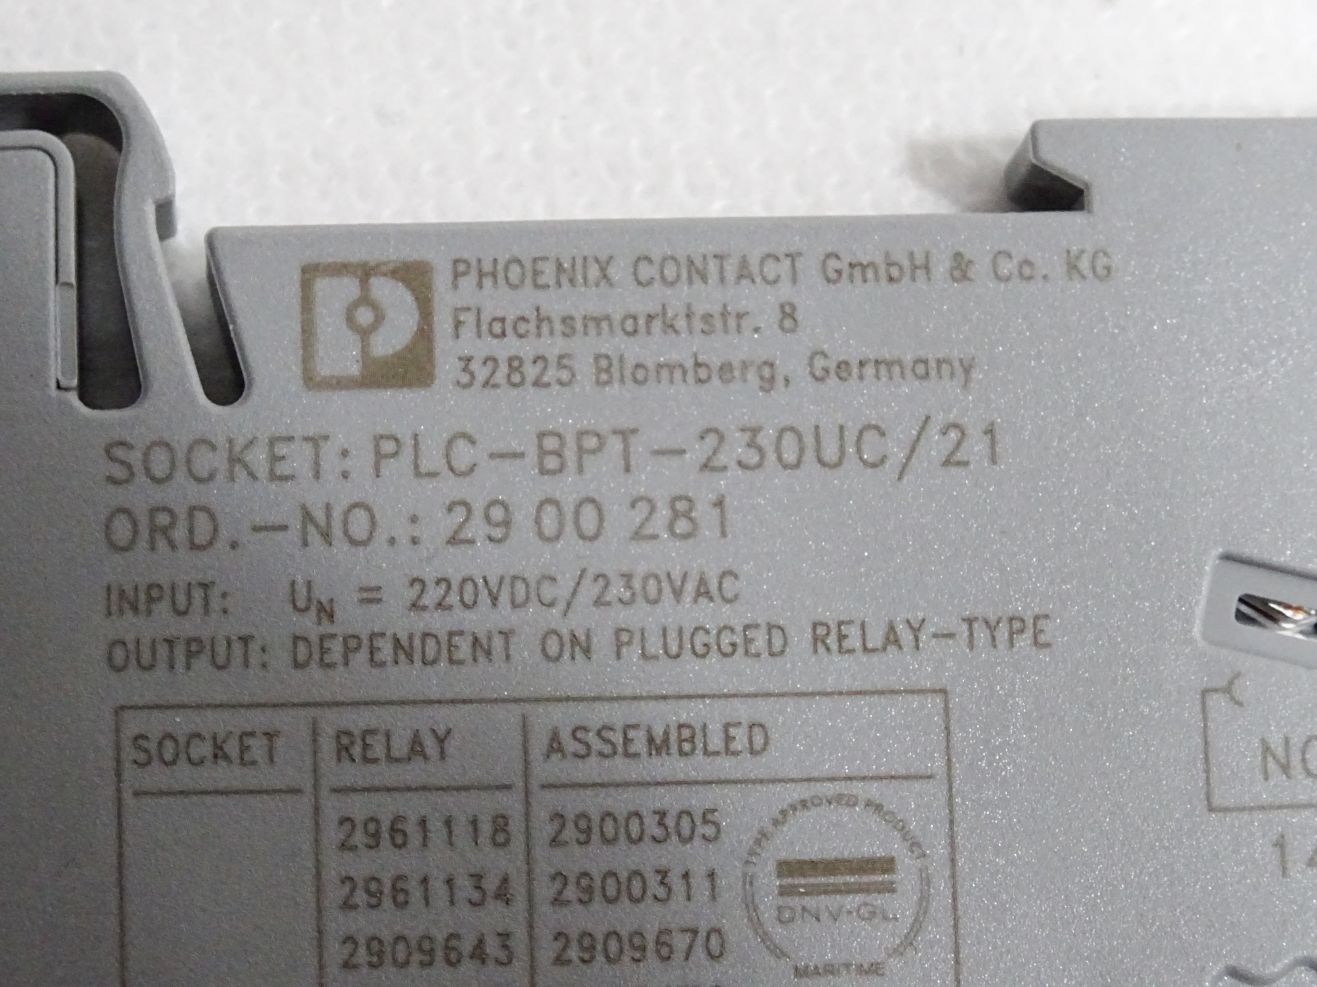 PHOENIX CONTACT GmbH & Co. KG
Flachsmarktstr. 8
32825 Blomberg, Germany
SOCKET: PLC-BPT-230UC/21
ORD.-NO.: 29 00 281
INPUT: UN = 220VDC/230VAC
OUTPUT: DEPENDENT ON PLUGGED RELAY-TYPE
SOCKET RELAY ASSEMBLED
2961118 2900305
2961134 2900311
2909643 2909670
TYPE APPROVED PRODUCT
DNV-GL
MARITIME
NO
14